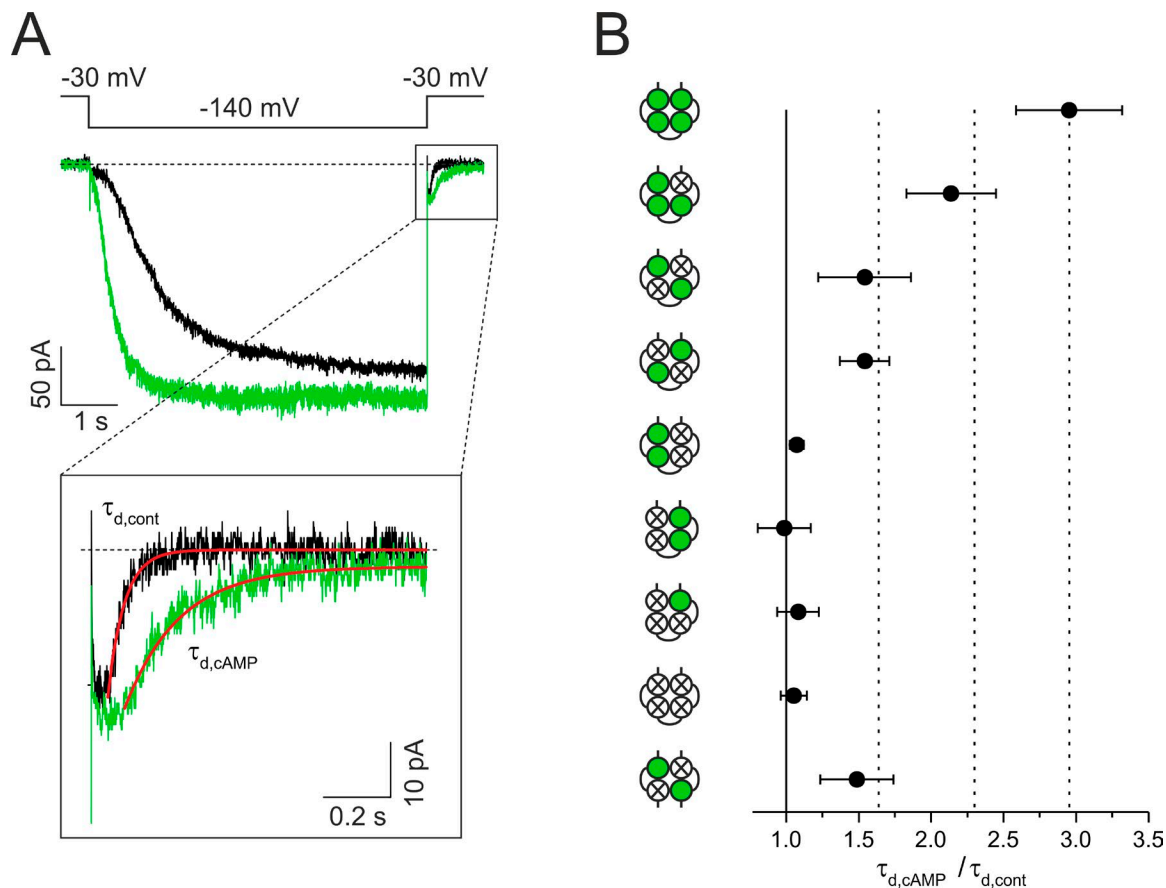 A
B
-30 mV
-30 mV
-140 mV
50 pA
1 s
τd,cont
τd,cAMP
10 pA
0.2 s
1.0 1.5 2.0 2.5 3.0 3.5
τd,cAMP /τd,cont